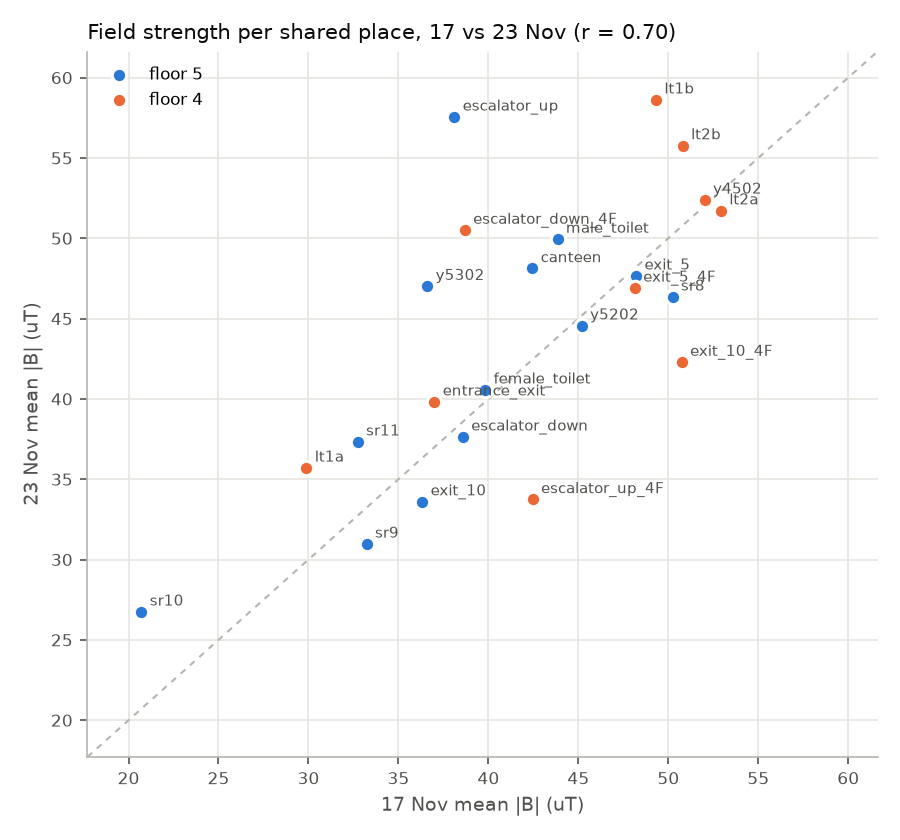 Field strength per shared place, 17 vs 23 Nov (r = 0.70)
floor 5
floor 4
lt1b
escalator_up
lt2b
y4502
lt2a
escalator_down_4F
male_toilet
canteen
exit_5
y5302
exit_5_4F
sr8
y5202
exit_10_4F
female_toilet
entrance_exit
escalator_down
sr11
lt1a
exit_10
escalator_up_4F
sr9
sr10
60
55
50
45
40
35
30
25
20
23 Nov mean |B| (uT)
20
25
30
35
40
45
50
55
60
17 Nov mean |B| (uT)